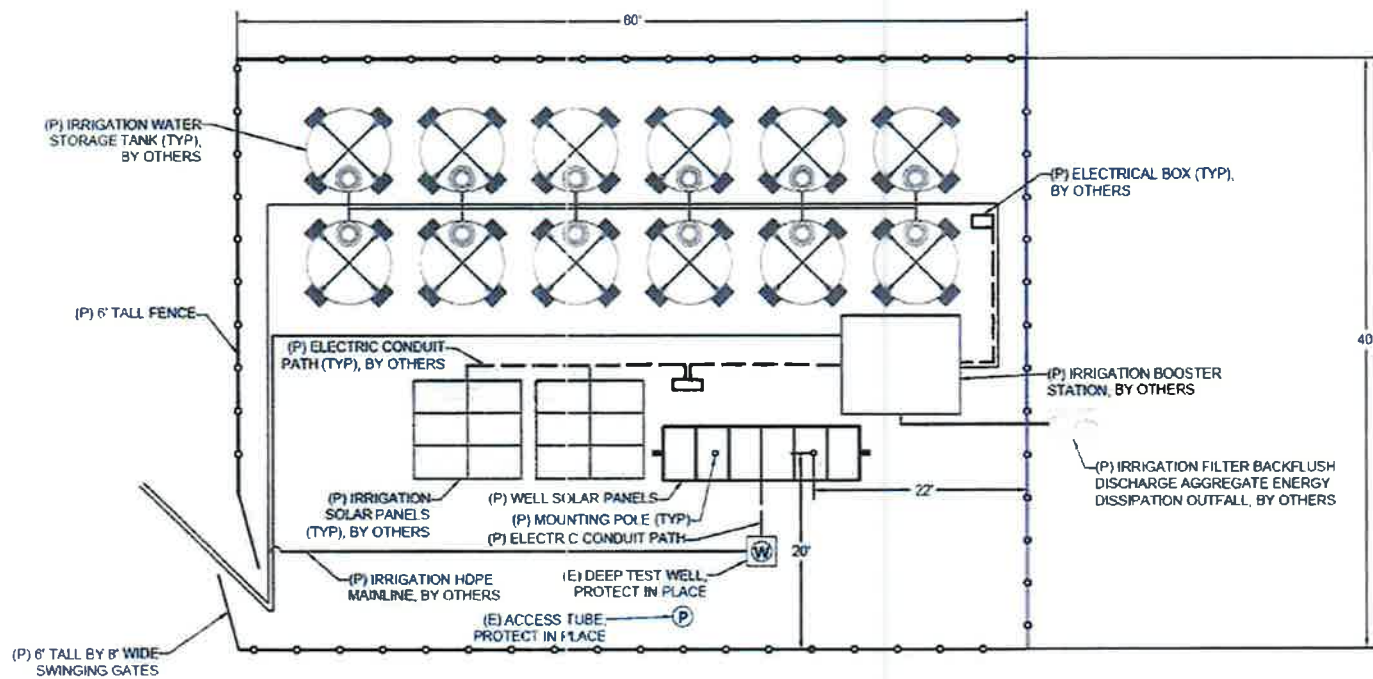 60'
(P) IRRIGATION WATER
STORAGE TANK (TYP),
BY OTHERS
(P) ELECTRICAL BOX (TYP),
BY OTHERS
(P) 6' TALL FENCE
40'
(P) ELECTRIC CONDUIT
PATH (TYP), BY OTHERS
(P) IRRIGATION BOOSTER
STATION, BY OTHERS
(P) IRRIGATION
SOLAR PANELS
(TYP), BY OTHERS
(P) WELL SOLAR PANELS
(P) MOUNTING POLE (TYP)
(P) ELECTRIC CONDUIT PATH
22'
(P) IRRIGATION FILTER BACKFLUSH
DISCHARGE AGGREGATE ENERGY
DISSIPATION OUTFALL, BY OTHERS
W
20'
(P) IRRIGATION HDPE
MAINLINE, BY OTHERS
(E) DEEP TEST WELL,
PROTECT IN PLACE
(E) ACCESS TUBE,
PROTECT IN PLACE
P
(P) 6' TALL BY 8' WIDE
SWINGING GATES